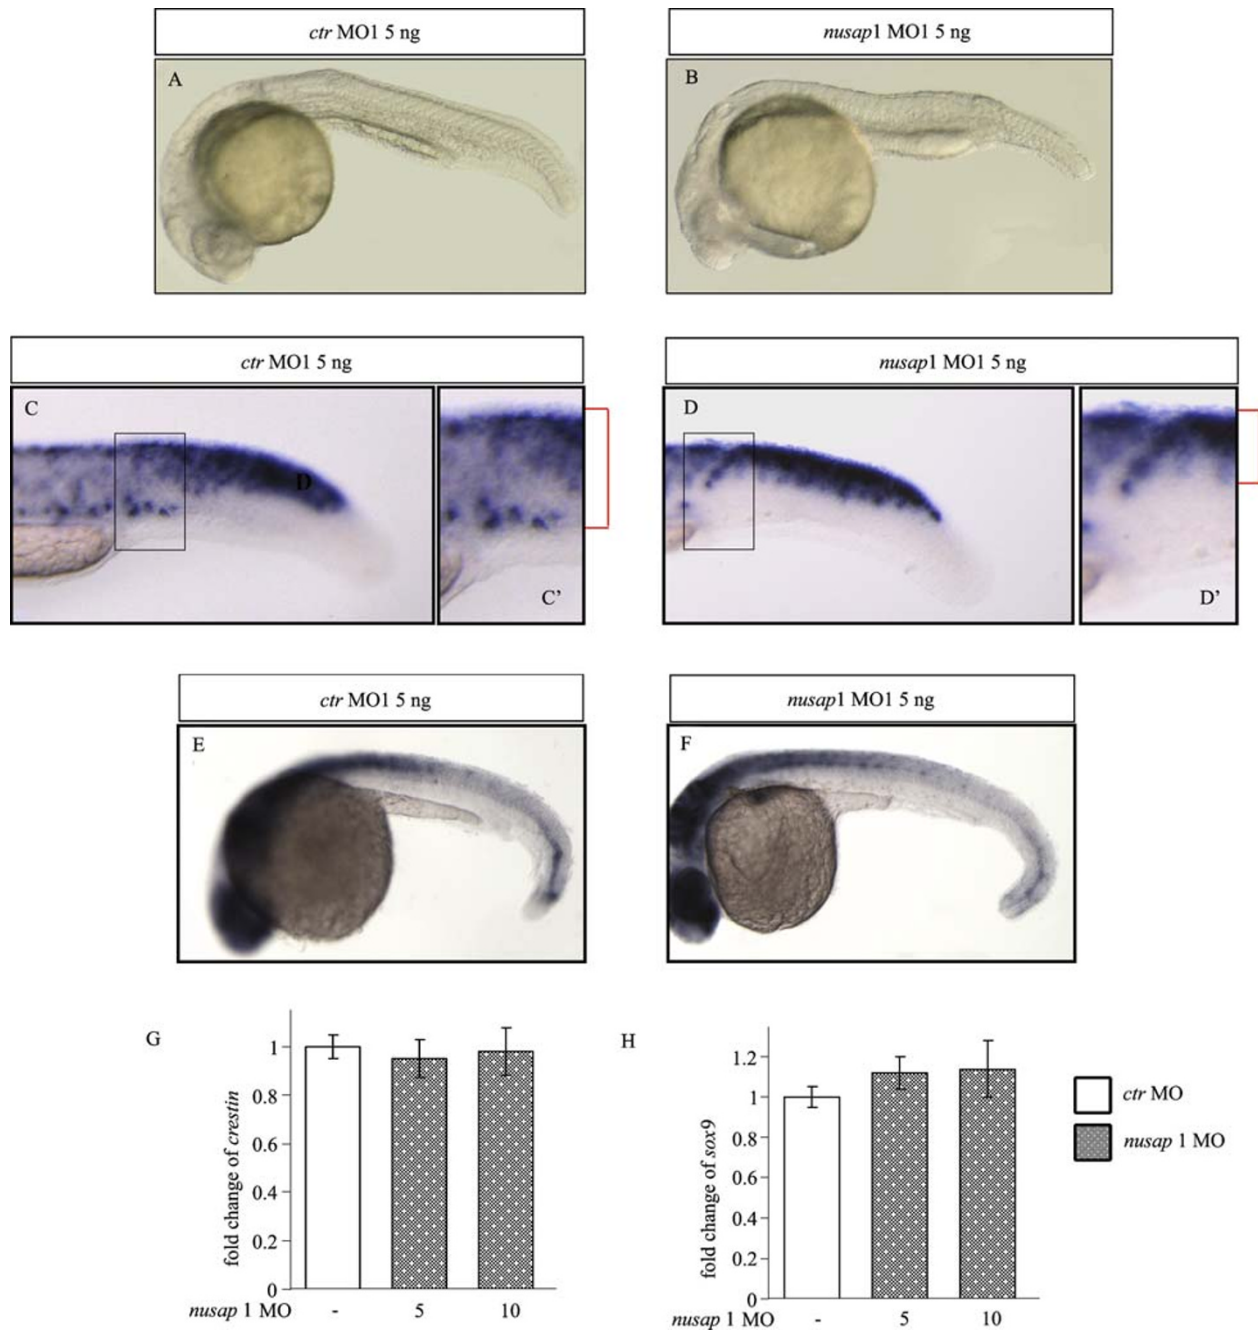 ctr MO1 5 ng
nusap1 MO1 5 ng
A
B
ctr MO1 5 ng
nusap1 MO1 5 ng
C
D
C'
D
D'
ctr MO1 5 ng
nusap1 MO1 5 ng
E
F
G
fold change of crestin
1
0.8
0.6
0.4
0.2
0
nusap 1 MO - 5 10
H
fold change of sox9
1.2
1
0.8
0.6
0.4
0.2
0
nusap 1 MO - 5 10
ctr MO
nusap 1 MO